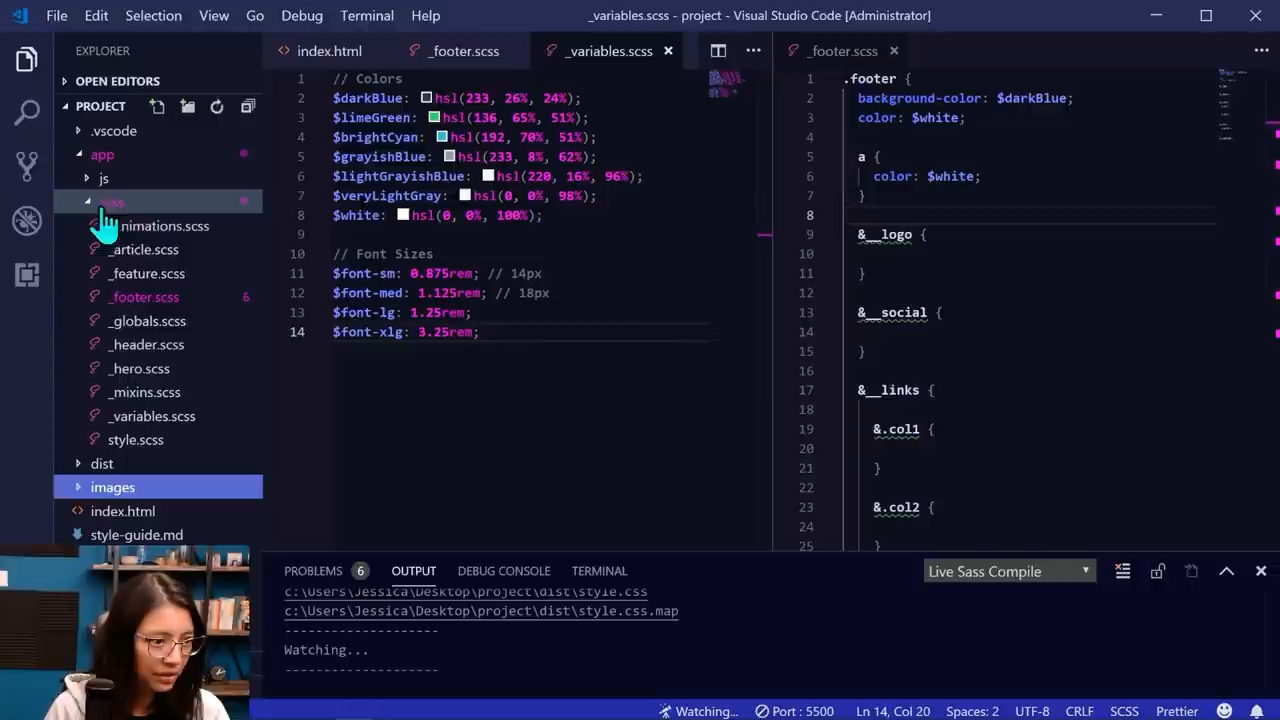 File Edit Selection View Go Debug Terminal Help
_variables.scss - project - Visual Studio Code [Administrator]
EXPLORER
OPEN EDITORS
PROJECT
.vscode
app
js
nimations.scss
_article.scss
_feature.scss
_footer.scss 6
_globals.scss
_header.scss
_hero.scss
_mixins.scss
_variables.scss
style.scss
dist
images
index.html
style-guide.md
index.html
_footer.scss
_variables.scss
1 // Colors
2 $darkBlue: hsl(233, 26%, 24%);
3 $limeGreen: hsl(136, 65%, 51%);
4 $brightCyan: hsl(192, 70%, 51%);
5 $grayishBlue: hsl(233, 8%, 62%);
6 $lightGrayishBlue: hsl(220, 16%, 96%);
7 $veryLightGray: hsl(0, 0%, 98%);
8 $white: hsl(0, 0%, 100%);
9
10 // Font Sizes
11 $font-sm: 0.875rem; // 14px
12 $font-med: 1.125rem; // 18px
13 $font-lg: 1.25rem;
14 $font-xlg: 3.25rem;
_footer.scss
1 .footer {
2 background-color: $darkBlue;
3 color: $white;
4
5 a {
6 color: $white;
7 }
8
9 &__logo {
10
11 }
12
13 &__social {
14
15 }
16
17 &__links {
18
19 &.col1 {
20
21 }
22
23 &.col2 {
24
25 }
PROBLEMS 6 OUTPUT DEBUG CONSOLE TERMINAL
Live Sass Compile
c:\Users\Jessica\Desktop\project\dist\style.css
c:\Users\Jessica\Desktop\project\dist\style.css.map
--------------------
Watching...
--------------------
Watching... Port : 5500 Ln 14, Col 20 Spaces: 2 UTF-8 CRLF SCSS Prettier